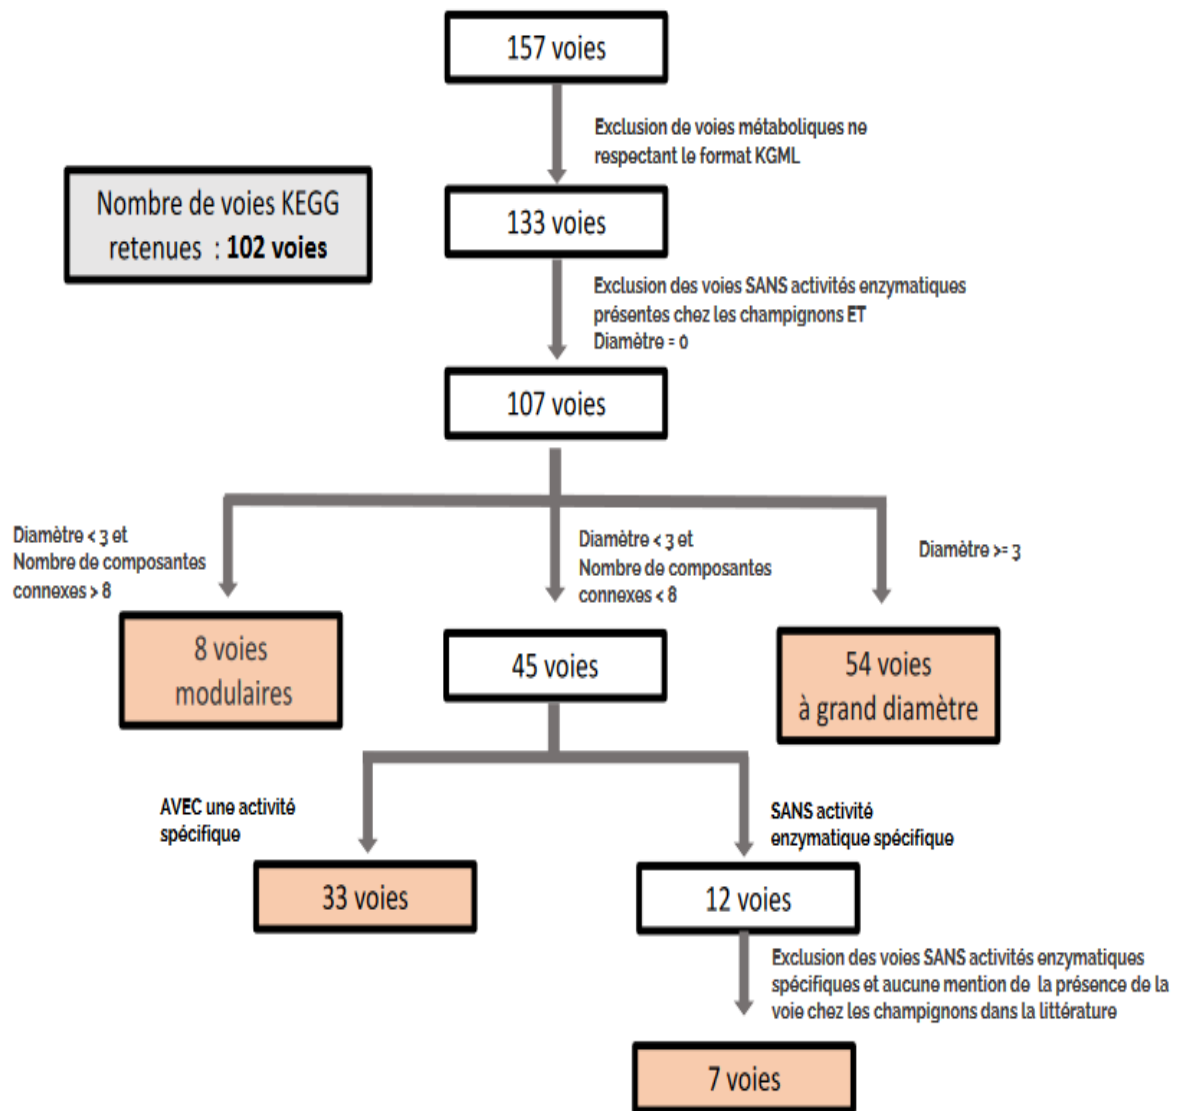 157 voies
Exclusion de voies métaboliques ne
respectant le format KGML
Nombre de voies KEGG
retenues : 102 voies
133 voies
Exclusion des voies SANS activités enzymatiques
présentes chez les champignons ET
Diamètre = 0
107 voies
Diamètre < 3 et
Nombre de composantes
connexes > 8
Diamètre < 3 et
Nombre de composantes
connexes < 8
Diamètre >= 3
8 voies
modulaires
45 voies
54 voies
à grand diamètre
AVEC une activité
spécifique
SANS activité
enzymatique spécifique
33 voies
12 voies
Exclusion des voies SANS activités enzymatiques
spécifiques et aucune mention de la présence de la
voie chez les champignons dans la littérature
7 voies